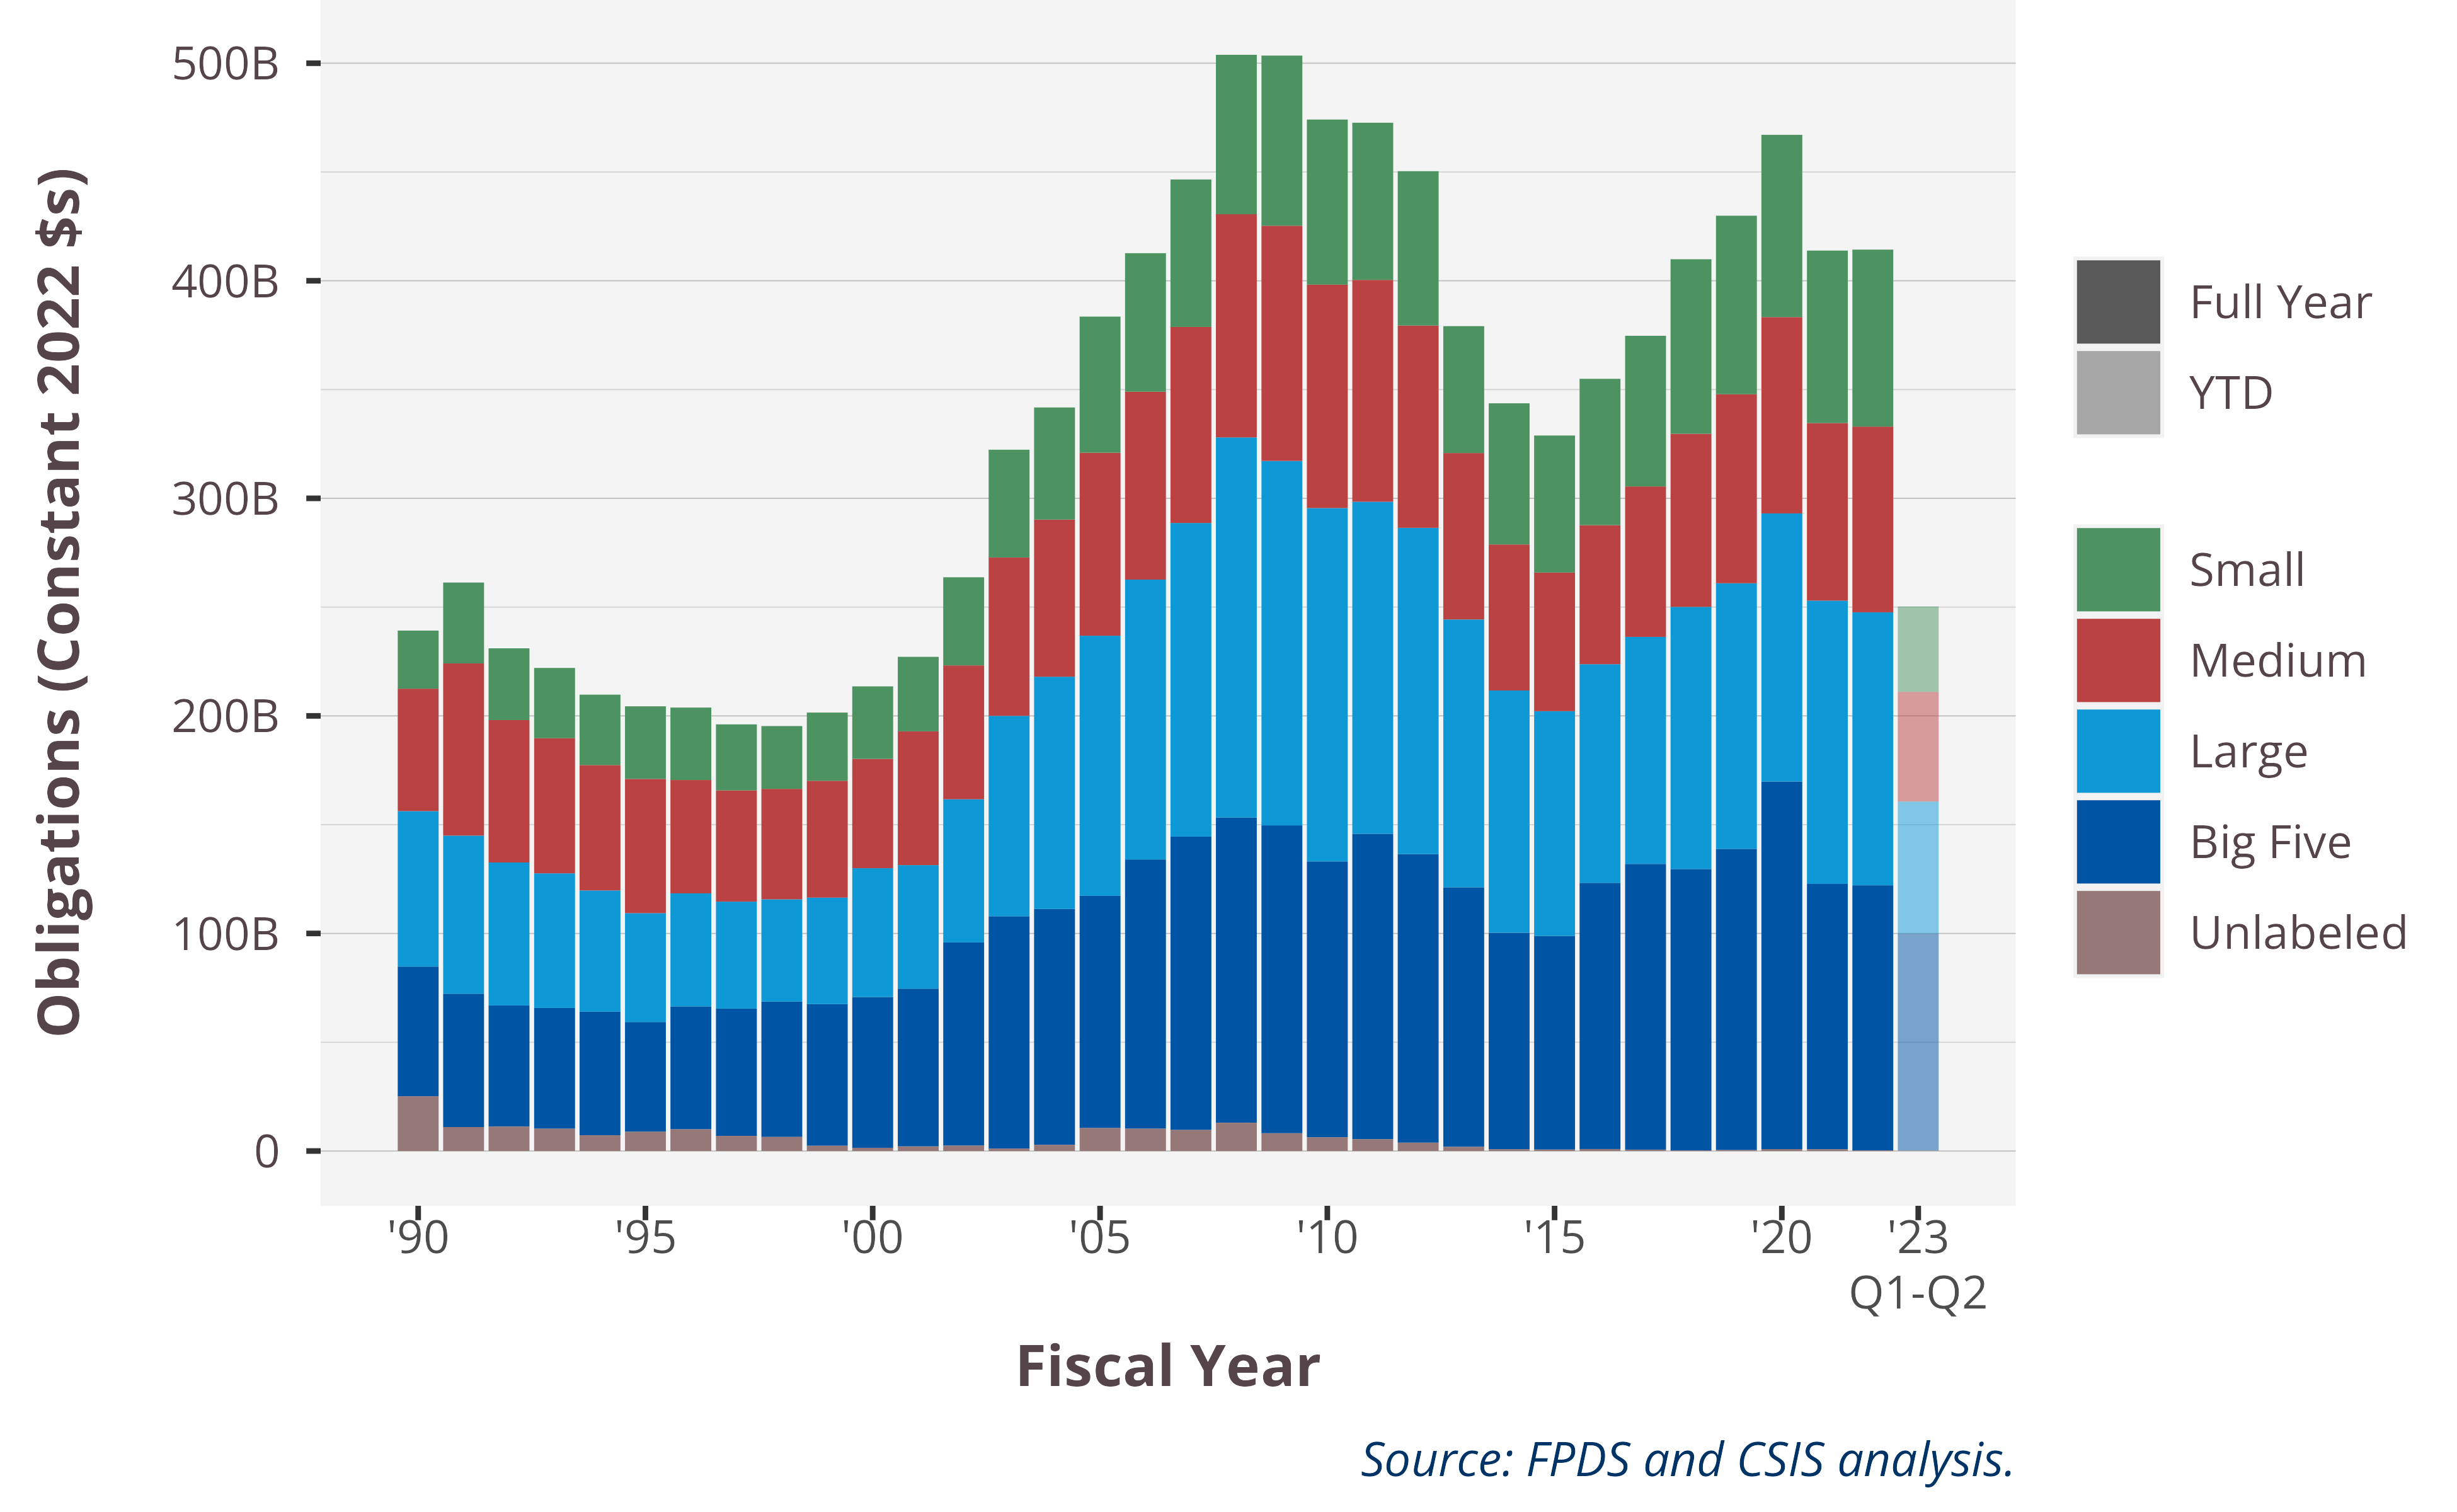 Obligations (Constant 2022 $s)
500B
400B
300B
200B
100B
0
'90
'95
'00
'05
'10
'15
'20
'23
Q1-Q2
Fiscal Year
Full Year
YTD
Small
Medium
Large
Big Five
Unlabeled
Source: FPDS and CSIS analysis.